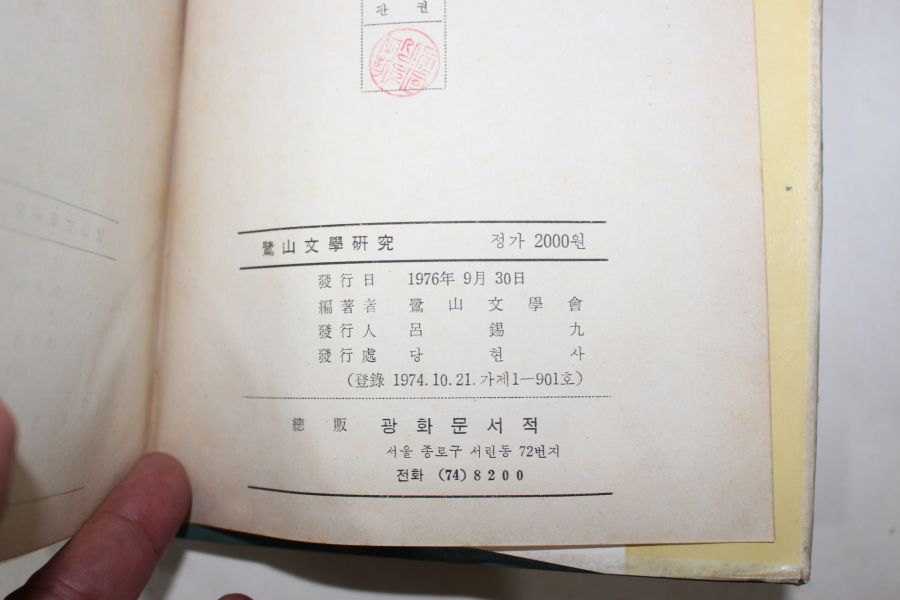 판권
鷺山文學硏究 정가 2000원
發行日 1976年 9月 30日
編著者 鷺山文學會
發行人 呂錫九
發行處 당현사
(登錄 1974.10.21. 가제1—901호)
總販 광화문서적
서울 종로구 서린동 72번지
전화 (74) 8200